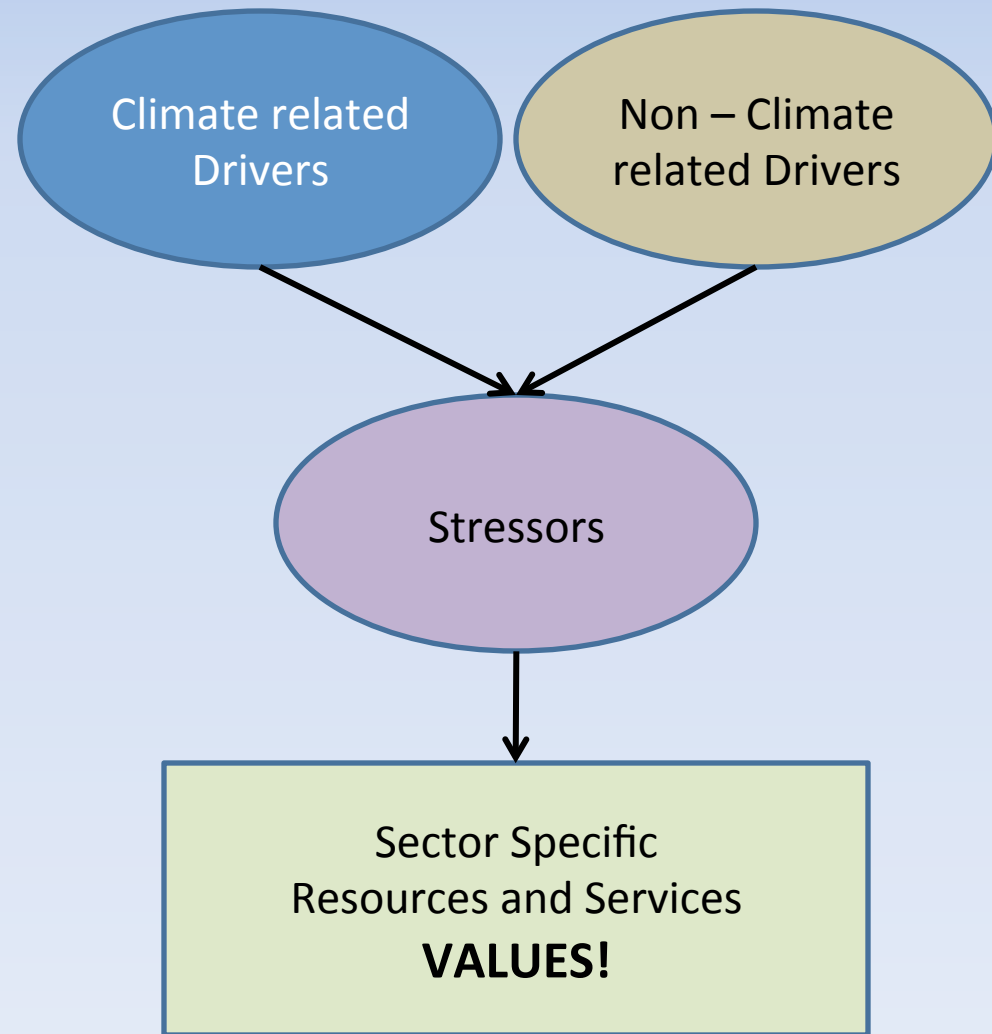 Climate related
Drivers
Non – Climate
related Drivers
Stressors
Sector Specific
Resources and Services
VALUES!